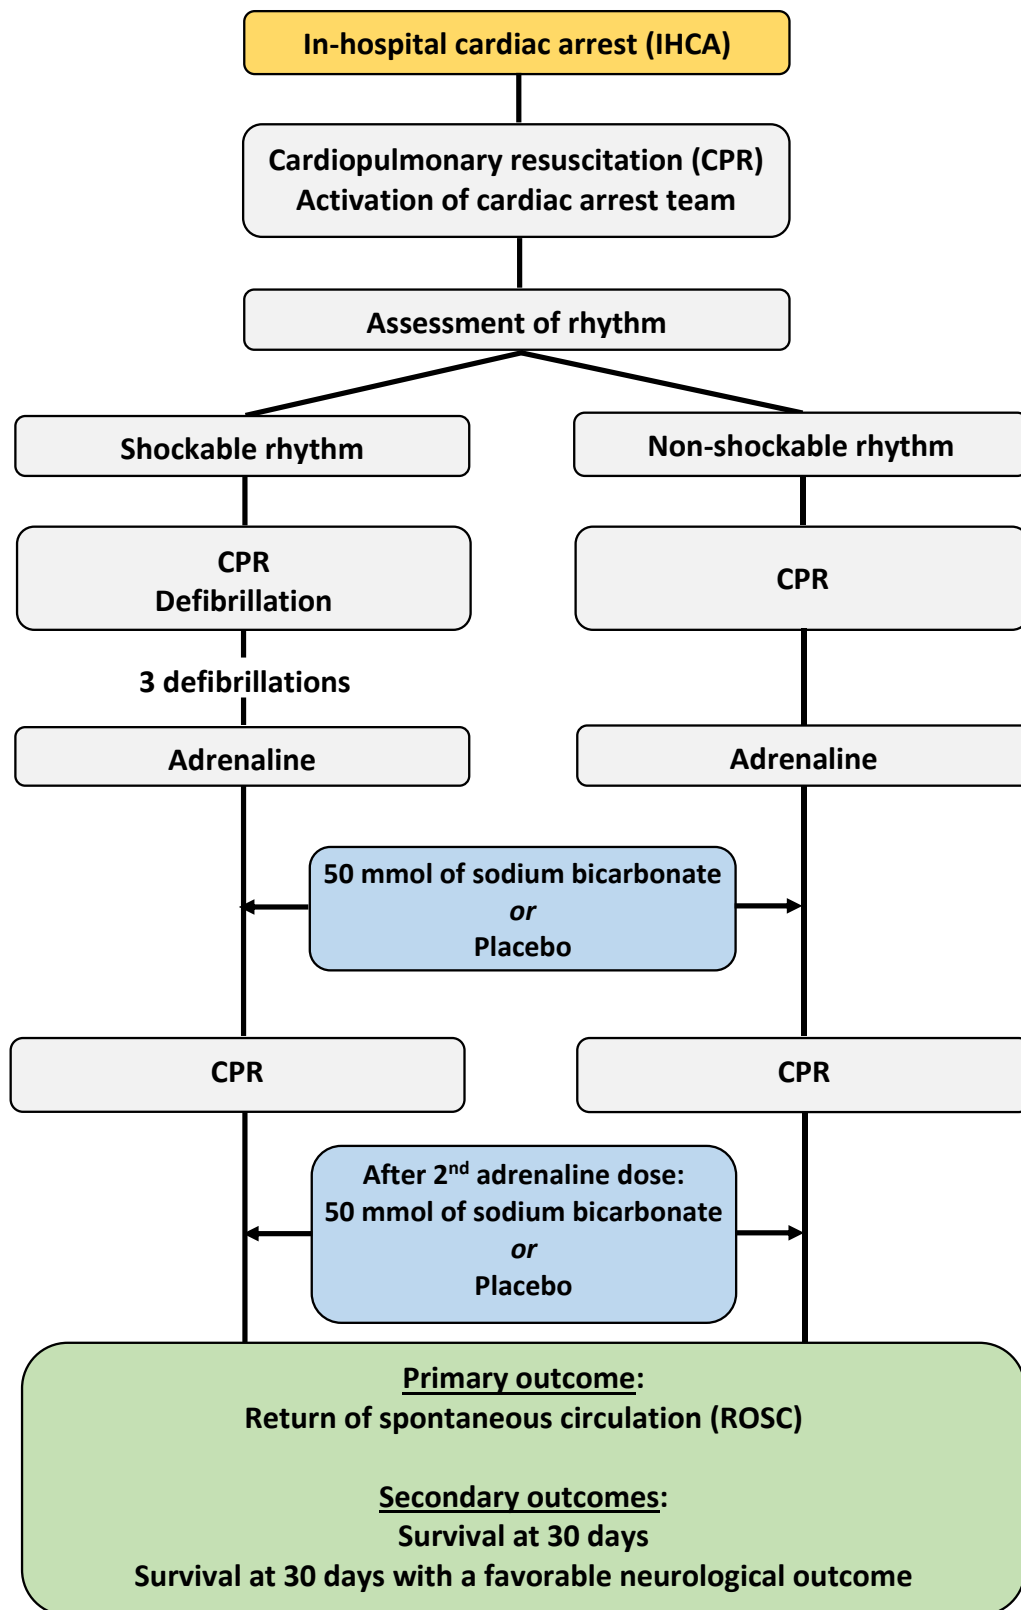 In-hospital cardiac arrest (IHCA)
Cardiopulmonary resuscitation (CPR)
Activation of cardiac arrest team
Assessment of rhythm
Shockable rhythm
Non-shockable rhythm
CPR
Defibrillation
CPR
3 defibrillations
Adrenaline
Adrenaline
50 mmol of sodium bicarbonate
or
Placebo
CPR
CPR
After 2nd adrenaline dose:
50 mmol of sodium bicarbonate
or
Placebo
Primary outcome:
Return of spontaneous circulation (ROSC)
Secondary outcomes:
Survival at 30 days
Survival at 30 days with a favorable neurological outcome